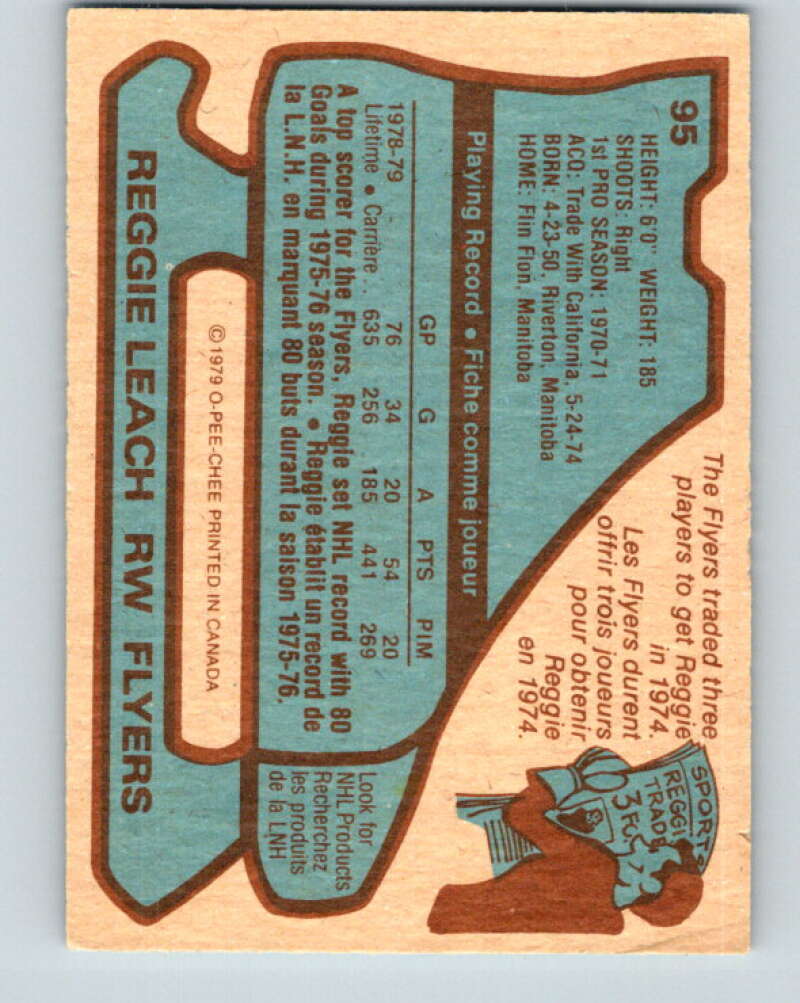 95
HEIGHT: 6'0" WEIGHT: 185
SHOOTS: Right
1st PRO SEASON: 1970-71
ACQ: Trade With California, 5-24-74
BORN: 4-23-50, Riverton, Manitoba
HOME: Flin Flon, Manitoba
The Flyers traded three
players to get Reggie
in 1974.
Les Flyers durent
offrir trois joueurs
pour obtenir
Reggie
en 1974.
SPORTS
REGGI
TRADE
3 FO
Playing Record • Fiche comme joueur
GP G A PTS PIM
1978-79 76 34 20 54 20
Lifetime • Carrière .. 635 256 185 441 269
A top scorer for the Flyers, Reggie set NHL record with 80
Goals during 1975-76 season. • Reggie établit un record de
la L.N.H. en marquant 80 buts durant la saison 1975-76.
Look for
NHL Products
Recherchez
les produits
de la LNH
© 1979 O-PEE-CHEE PRINTED IN CANADA
REGGIE LEACH RW FLYERS